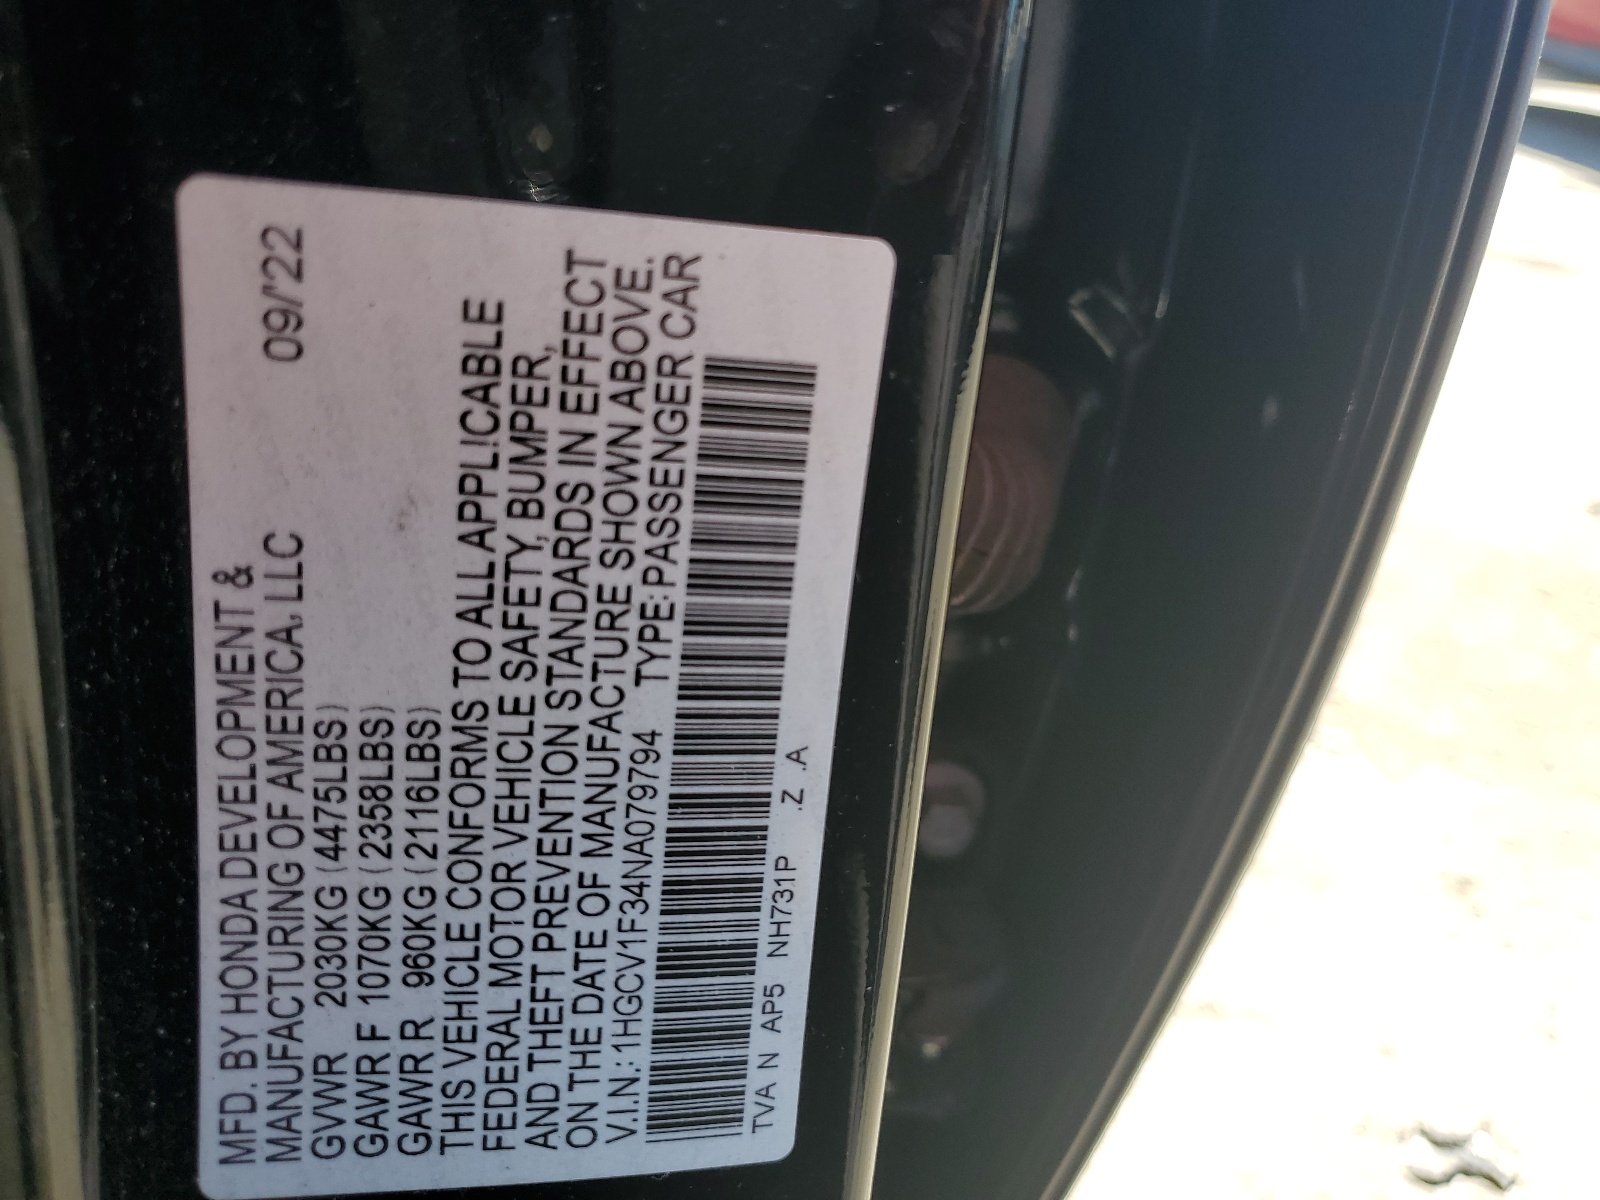 MFD. BY HONDA DEVELOPMENT &
MANUFACTURING OF AMERICA, LLC 09/'22
GVWR 2030KG (4475LBS)
GAWR F 1070KG (2358LBS)
GAWR R 960KG (2116LBS)
THIS VEHICLE CONFORMS TO ALL APPLICABLE
FEDERAL MOTOR VEHICLE SAFETY, BUMPER,
AND THEFT PREVENTION STANDARDS IN EFFECT
ON THE DATE OF MANUFACTURE SHOWN ABOVE.
V.I.N.: 1HGCV1F34NA079794 TYPE: PASSENGER CAR
TVA N AP5 NH731P .Z .A